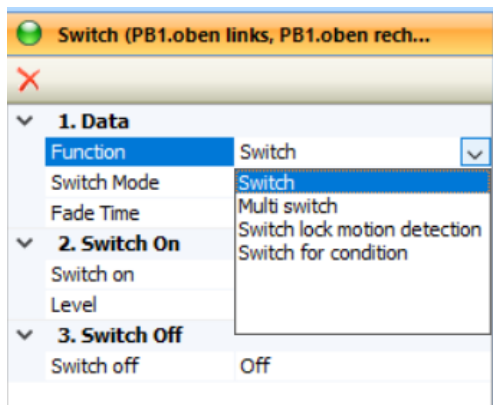 Switch (PB1.oben links, PB1.oben rech...
1. Data
Function Switch
Switch Mode
Fade Time
Switch
Multi switch
Switch lock motion detection
Switch for condition
2. Switch On
Switch on
Level
3. Switch Off
Switch off Off